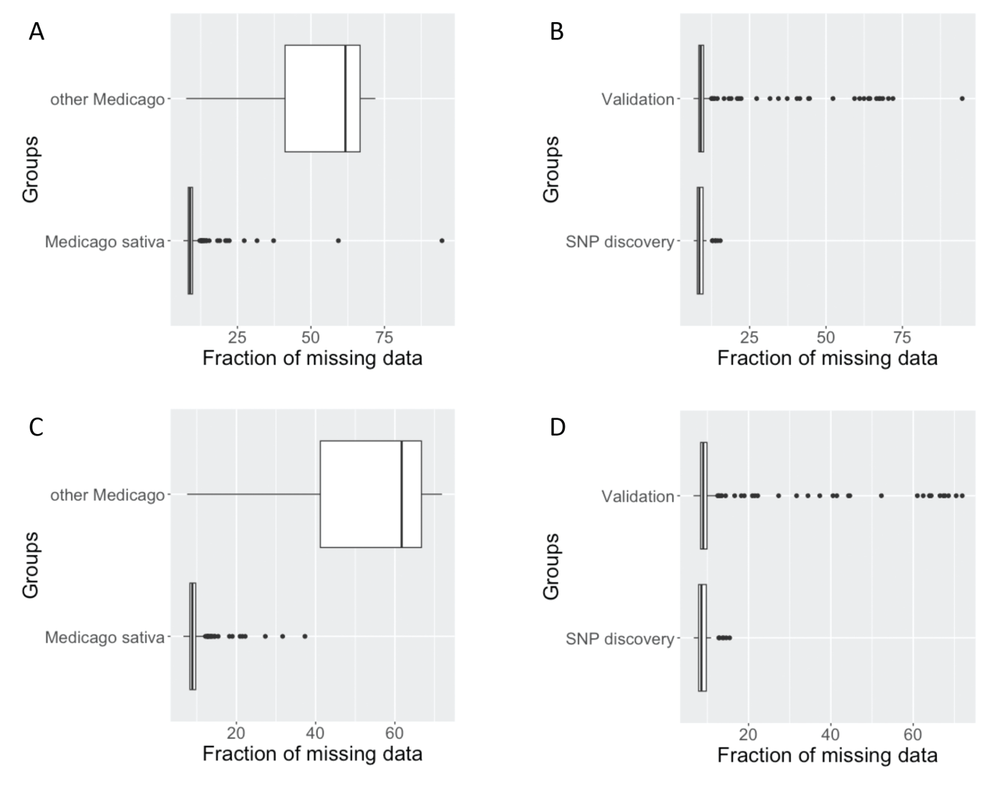 A
other Medicago
Medicago sativa
Groups
25 50 75
Fraction of missing data
B
Validation
SNP discovery
Groups
25 50 75
Fraction of missing data
C
other Medicago
Medicago sativa
Groups
20 40 60
Fraction of missing data
D
Validation
SNP discovery
Groups
20 40 60
Fraction of missing data